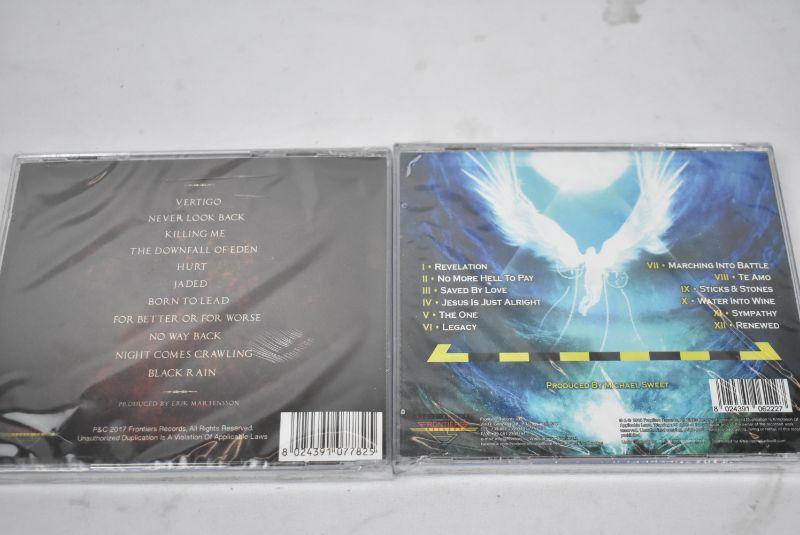 VERTIGO
NEVER LOOK BACK
KILLING ME
THE DOWNFALL OF EDEN
HURT
JADED
BORN TO LEAD
FOR BETTER OR FOR WORSE
NO WAY BACK
NIGHT COMES CRAWLING
BLACK RAIN
PRODUCED BY ERIK MARTENSSON
P&C 2017 Frontiers Records, All Rights Reserved.
Unauthorized Duplication Is A Violation Of Applicable Laws
8 024391 077825
I • REVELATION
II • NO MORE HELL TO PAY
III • SAVED BY LOVE
IV • JESUS IS JUST ALRIGHT
V • THE ONE
VI • LEGACY
VII • MARCHING INTO BATTLE
VIII • TE AMO
IX • STICKS & STONES
X • WATER INTO WINE
XI • SYMPATHY
XII • RENEWED
PRODUCED BY MICHAEL SWEET
8 024391 062227
FRONTIERS